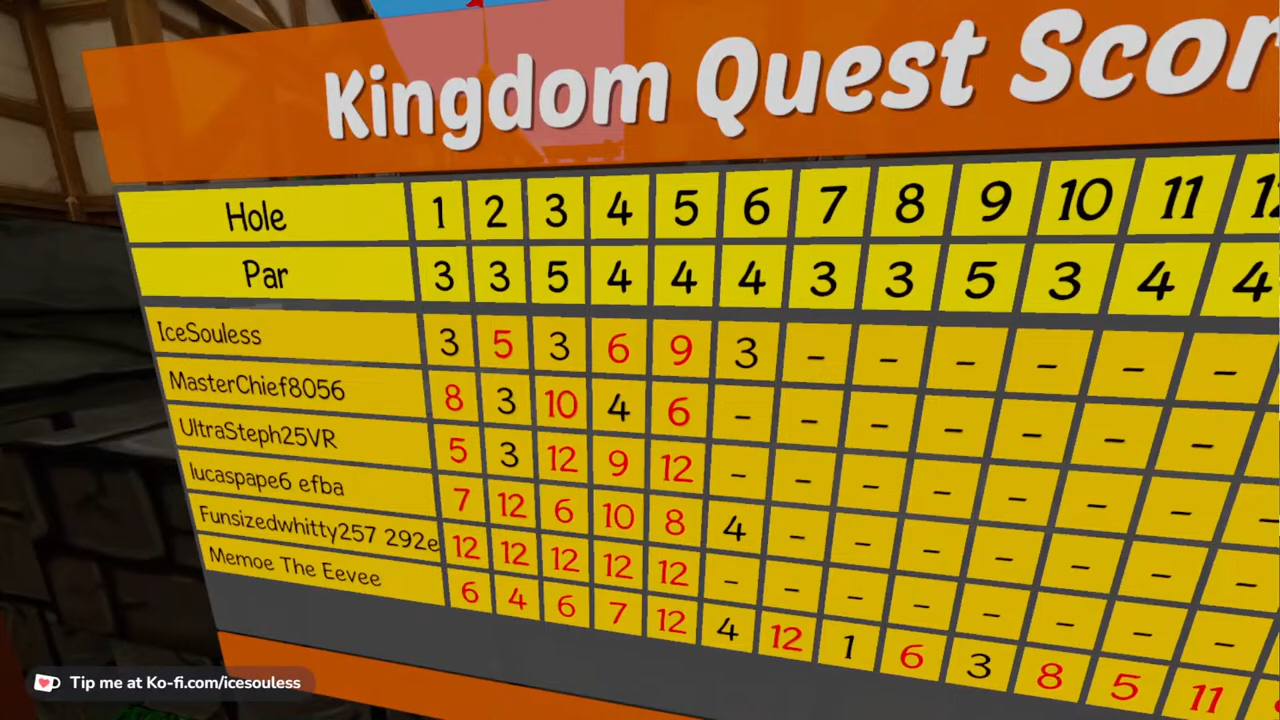 Kingdom Quest Scor
Hole 1 2 3 4 5 6 7 8 9 10 11 12
Par 3 3 5 4 4 4 3 3 5 3 4 4
IceSouless 3 5 3 6 9 3 - - - - - -
MasterChief8056 8 3 10 4 6 - - - - - - -
UltraSteph25VR 5 3 12 9 12 - - - - - - - -
lucaspape6 efba 7 12 6 10 8 4 - - - - - - -
Funsizedwhitty257 292e 12 12 12 12 12 - - - - - - - -
Memoe The Eevee 6 4 6 7 12 4 12 1 6 3 8 5 11
Tip me at Ko-fi.com/icesouless